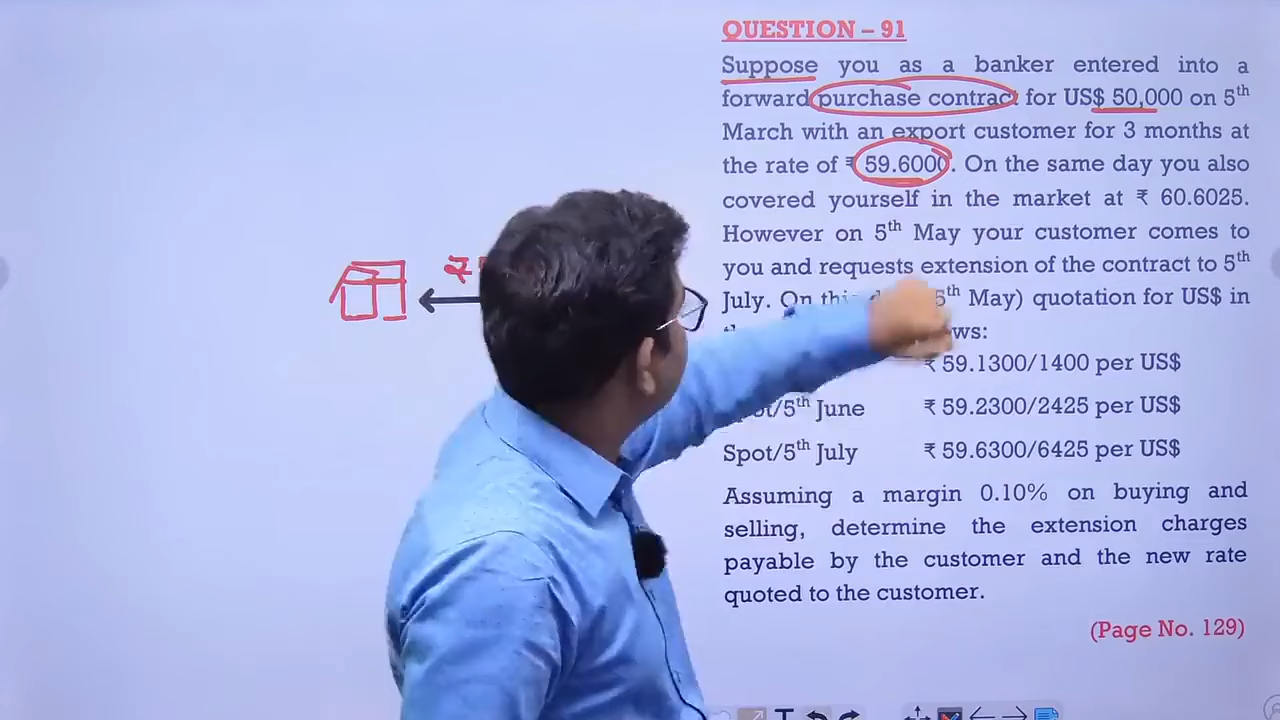 QUESTION – 91
Suppose you as a banker entered into a
forward purchase contract for US$ 50,000 on 5th
March with an export customer for 3 months at
the rate of ₹ 59.6000. On the same day you also
covered yourself in the market at ₹ 60.6025.
However on 5th May your customer comes to
you and requests extension of the contract to 5th
July. On 5th May) quotation for US$ in
₹ 59.1300/1400 per US$
5th June ₹ 59.2300/2425 per US$
Spot/5th July ₹ 59.6300/6425 per US$
Assuming a margin 0.10% on buying and
selling, determine the extension charges
payable by the customer and the new rate
quoted to the customer.
(Page No. 129)
₹